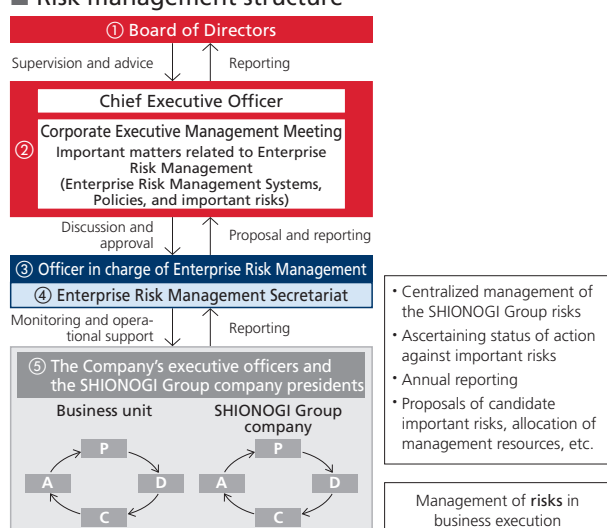 ■ Risk management structure
① Board of Directors
Supervision and advice
Reporting
②
Chief Executive Officer
Corporate Executive Management Meeting
Important matters related to Enterprise
Risk Management
(Enterprise Risk Management Systems,
Policies, and important risks)
Discussion and
approval
Proposal and reporting
③ Officer in charge of Enterprise Risk Management
④ Enterprise Risk Management Secretariat
Monitoring and opera-
tional support
Reporting
• Centralized management of
the SHIONOGI Group risks
• Ascertaining status of action
against important risks
• Annual reporting
• Proposals of candidate
important risks, allocation of
management resources, etc.
⑤ The Company's executive officers and
the SHIONOGI Group company presidents
Business unit
P
A
D
C
SHIONOGI Group
company
P
A
D
C
Management of risks in
business execution